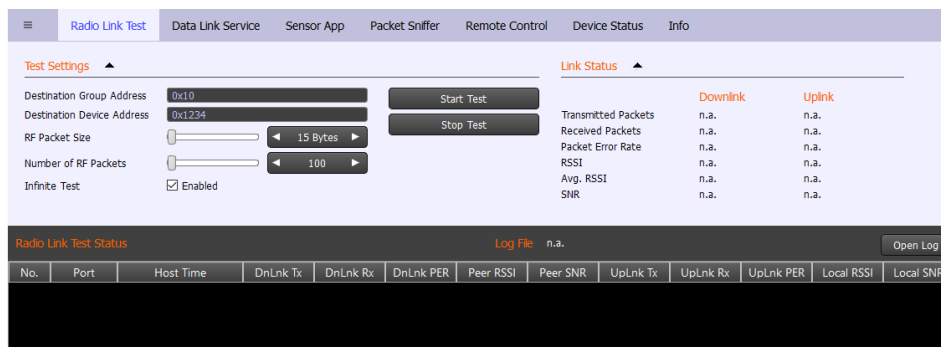 ≡ Radio Link Test Data Link Service Sensor App Packet Sniffer Remote Control Device Status Info
Test Settings
Destination Group Address 0x10
Destination Device Address 0x1234
RF Packet Size 15 Bytes
Number of RF Packets 100
Infinite Test Enabled
Start Test
Stop Test
Link Status
Downlink Uplink
Transmitted Packets n.a. n.a.
Received Packets n.a. n.a.
Packet Error Rate n.a. n.a.
RSSI n.a. n.a.
Avg. RSSI n.a. n.a.
SNR n.a. n.a.
Radio Link Test Status Log File n.a. Open Log
No. Port Host Time DnLnk Tx DnLnk Rx DnLnk PER Peer RSSI Peer SNR UpLnk Tx UpLnk Rx UpLnk PER Local RSSI Local SNR